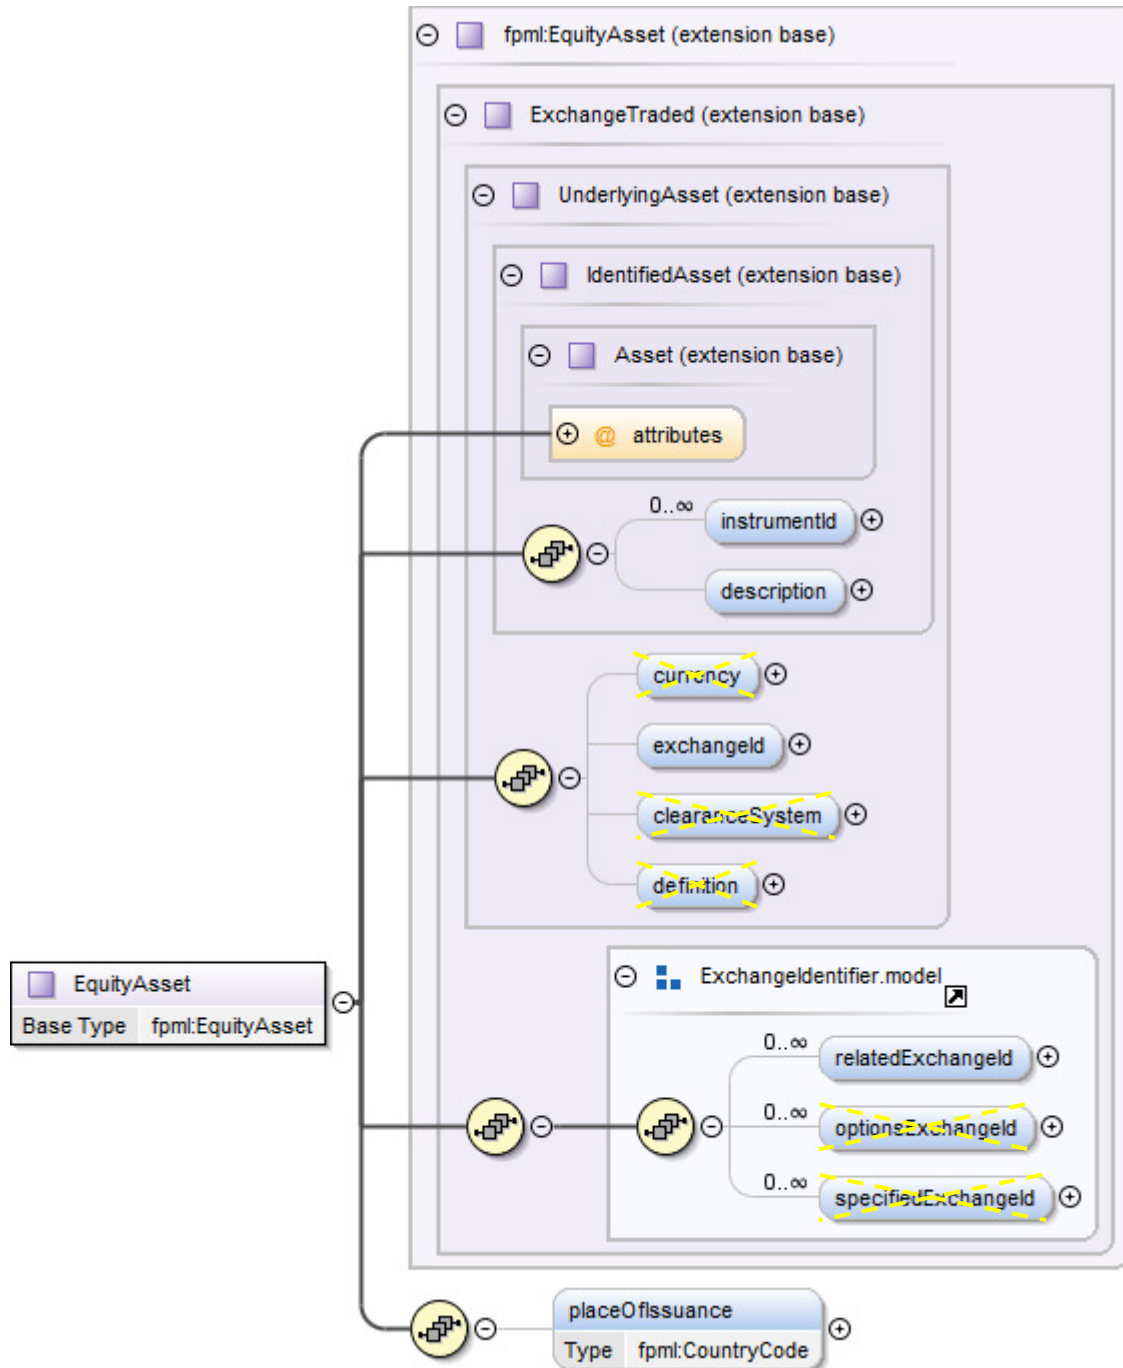 fpml:EquityAsset (extension base)
ExchangeTraded (extension base)
UnderlyingAsset (extension base)
IdentifiedAsset (extension base)
Asset (extension base)
@ attributes
0..∞
instrumentId
description
currency
exchangeId
clearanceSystem
definition
EquityAsset
Base Type fpml:EquityAsset
ExchangeIdentifier.model
0..∞
relatedExchangeId
0..∞
optionsExchangeId
0..∞
specifiedExchangeId
placeOfIssuance
Type fpml:CountryCode